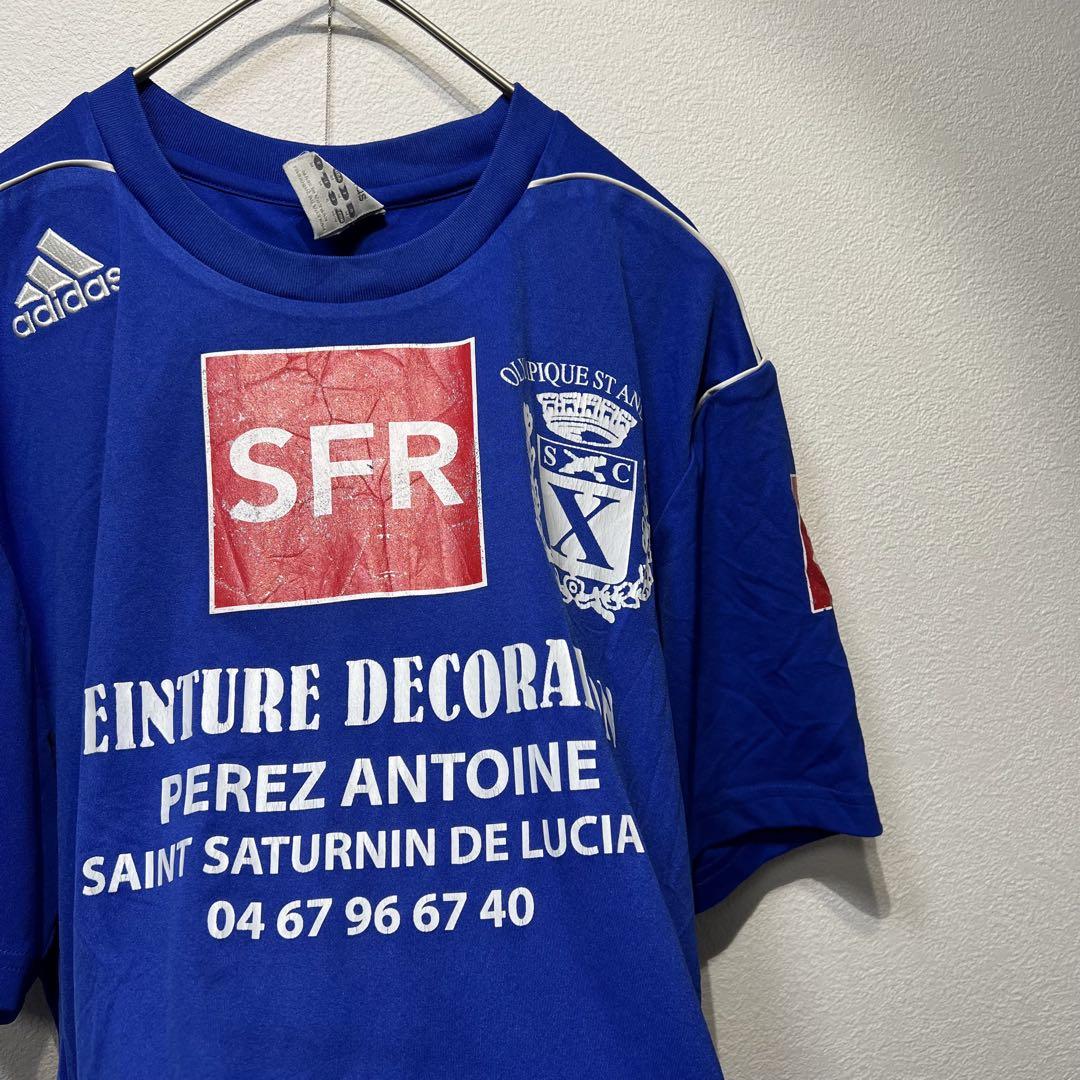 adidas
SFR
OLYMPIQUE ST AN
S C
X
EINTURE DECORA
PEREZ ANTOINE
SAINT SATURNIN DE LUCIA
04 67 96 67 40